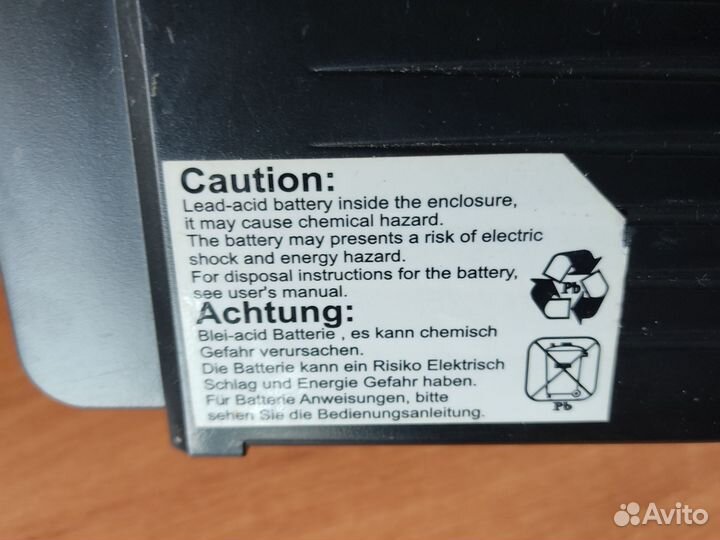 Caution:
Lead-acid battery inside the enclosure,
it may cause chemical hazard.
The battery may presents a risk of electric
shock and energy hazard.
For disposal instructions for the battery,
see user's manual.
Pb
Achtung:
Blei-acid Batterie , es kann chemisch
Gefahr verursachen.
Die Batterie kann ein Risiko Elektrisch
Schlag und Energie Gefahr haben.
Für Batterie Anweisungen, bitte
sehen Sie die Bedienungsanleitung.
Pb
Avito